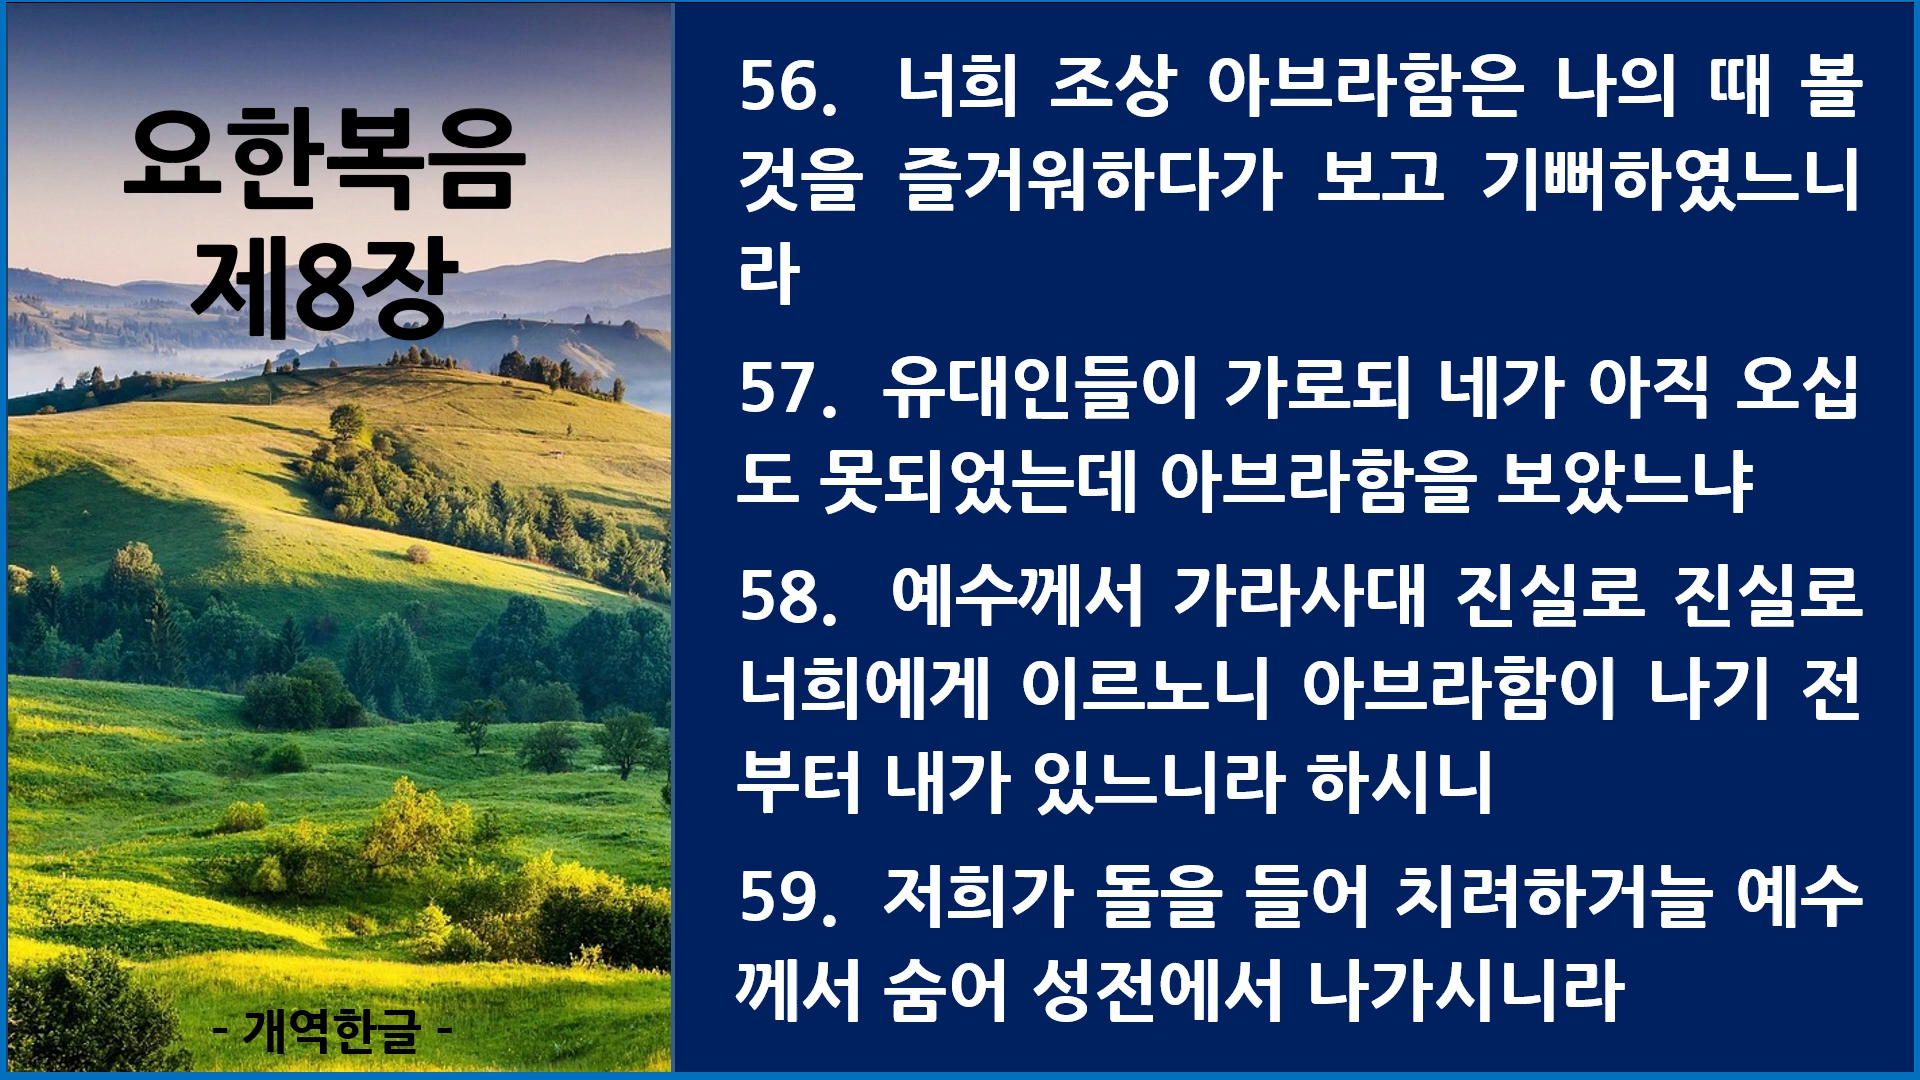 요한복음
제8장
- 개역한글 -
56. 너희 조상 아브라함은 나의 때 볼
것을 즐거워하다가 보고 기뻐하였느니
라
57. 유대인들이 가로되 네가 아직 오십
도 못되었는데 아브라함을 보았느냐
58. 예수께서 가라사대 진실로 진실로
너희에게 이르노니 아브라함이 나기 전
부터 내가 있느니라 하시니
59. 저희가 돌을 들어 치려하거늘 예수
께서 숨어 성전에서 나가시니라